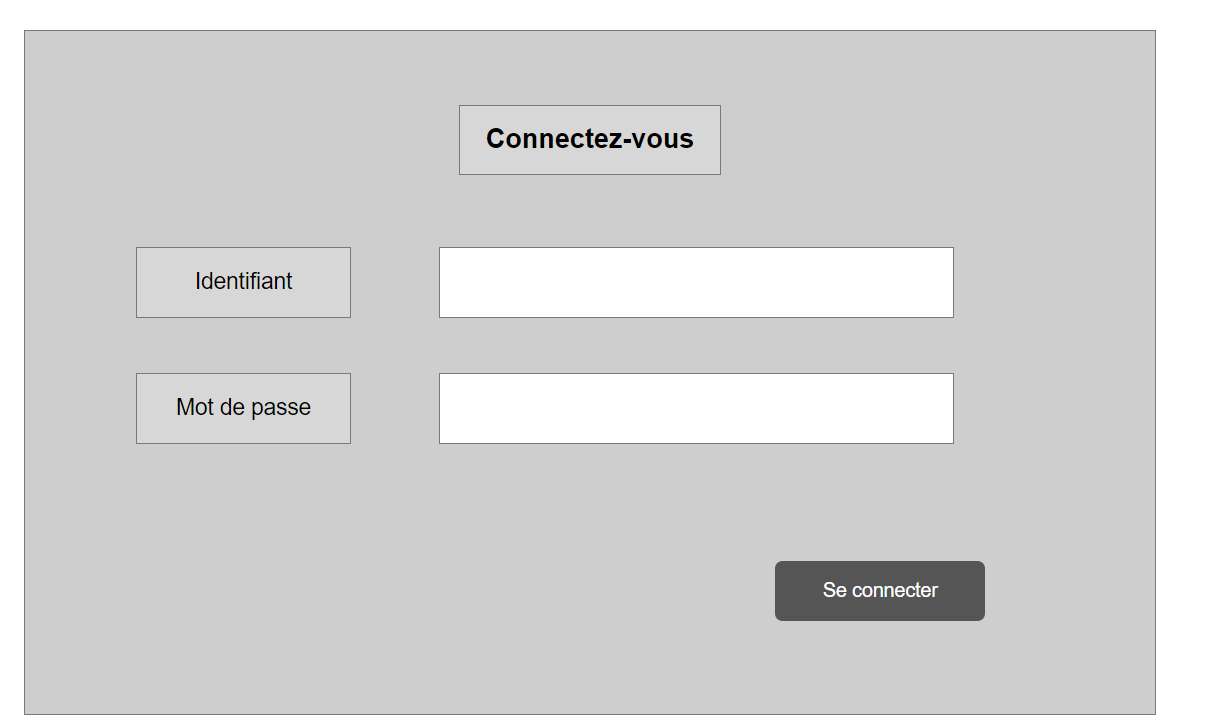 Connectez-vous
Identifiant
Mot de passe
Se connecter